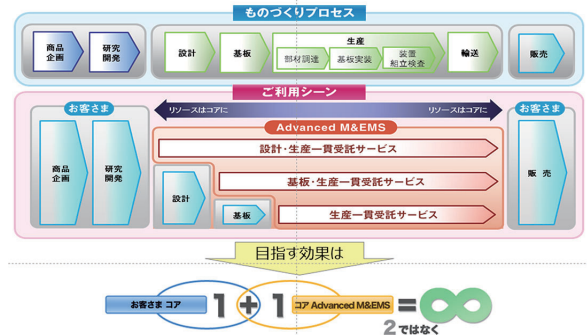 ものづくりプロセス
商品
企画
研究
開発
設計
基板
生産
部材調達
基板実装
装置
組立検査
輸送
販売
ご利用シーン
お客さま
リソースはコアに
リソースはコアに
お客さま
Advanced M&EMS
商品
企画
研究
開発
設計・生産一貫受託サービス
設計
基板・生産一貫受託サービス
基板
生産一貫受託サービス
販 売
目指す効果は
お客さま コア
1 + 1
コア Advanced M&EMS
= ∞
2ではなく